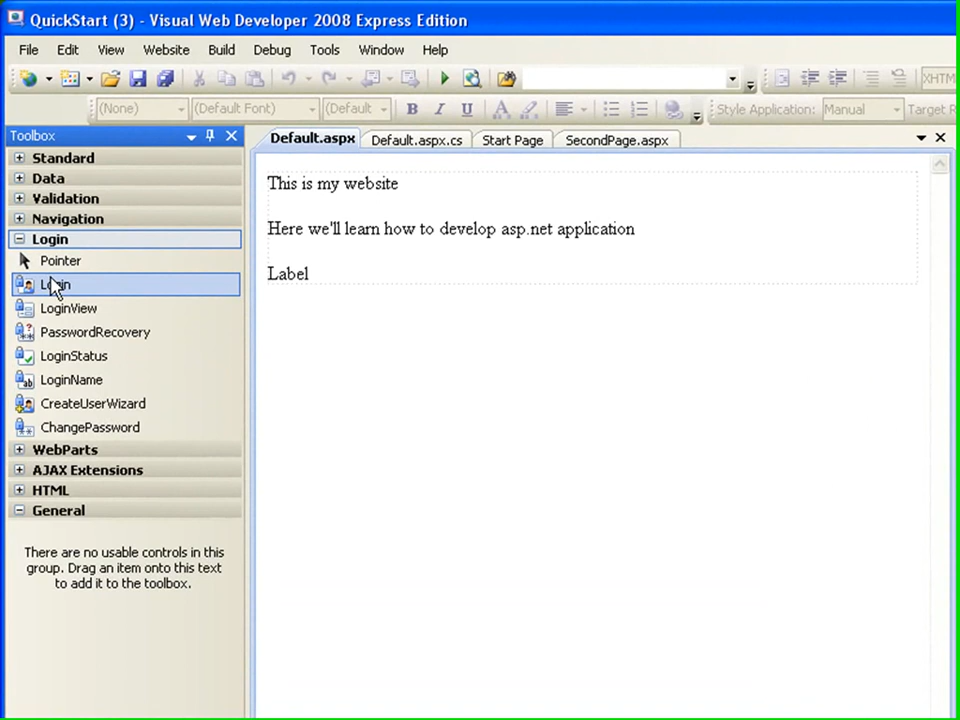 QuickStart (3) - Visual Web Developer 2008 Express Edition
File Edit View Website Build Debug Tools Window Help
XHTM
(None) (Default Font) (Default B I U A Style Application: Manual Target R
Toolbox
Default.aspx Default.aspx.cs Start Page SecondPage.aspx
Standard
Data
Validation
Navigation
Login
Pointer
Login
LoginView
PasswordRecovery
LoginStatus
LoginName
CreateUserWizard
ChangePassword
WebParts
AJAX Extensions
HTML
General
There are no usable controls in this
group. Drag an item onto this text
to add it to the toolbox.
This is my website
Here we'll learn how to develop asp.net application
Label